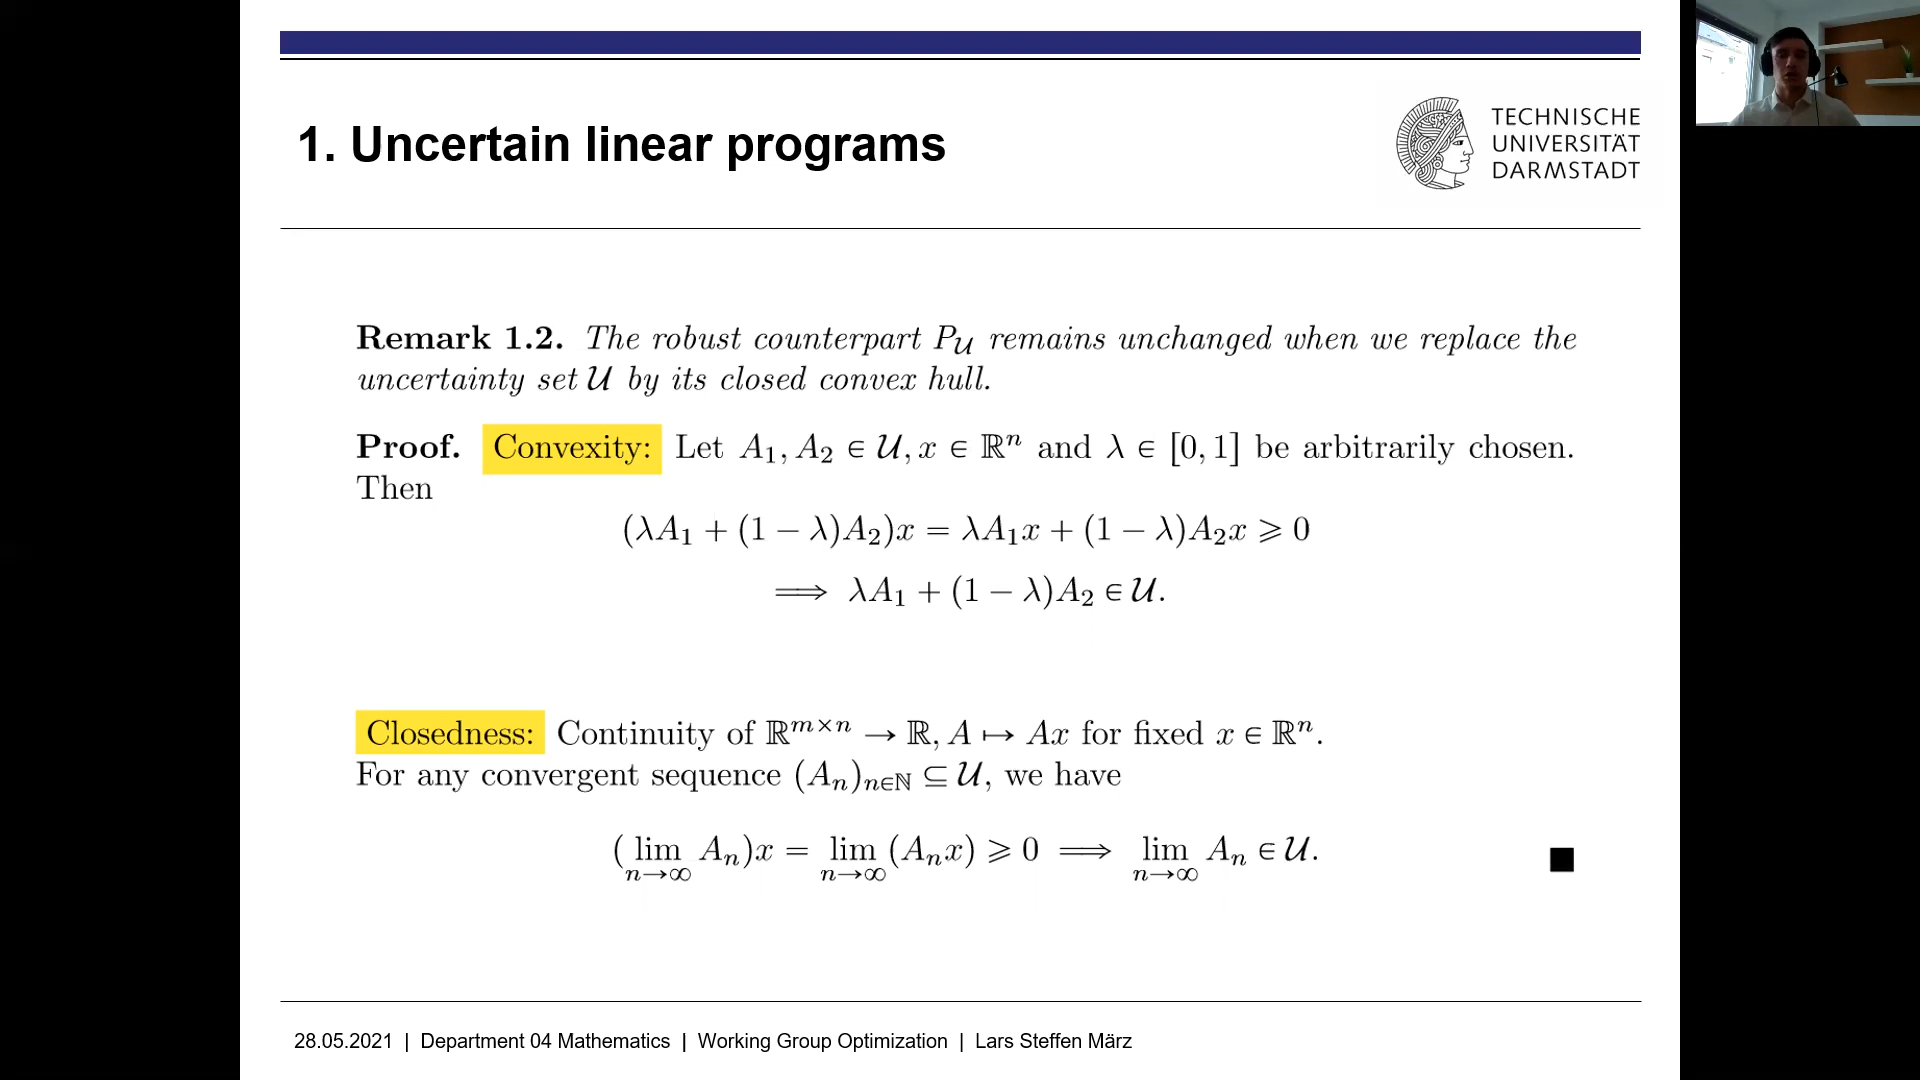 1. Uncertain linear programs
TECHNISCHE
UNIVERSITÄT
DARMSTADT
Remark 1.2. The robust counterpart P_𝒰 remains unchanged when we replace the
uncertainty set 𝒰 by its closed convex hull.
Proof. Convexity: Let A₁, A₂ ∈ 𝒰, x ∈ ℝⁿ and λ ∈ [0, 1] be arbitrarily chosen.
Then
(λA₁ + (1 − λ)A₂)x = λA₁x + (1 − λ)A₂x ⩾ 0
⟹ λA₁ + (1 − λ)A₂ ∈ 𝒰.
Closedness: Continuity of ℝ^{m×n} → ℝ, A ↦ Ax for fixed x ∈ ℝⁿ.
For any convergent sequence (Aₙ)_{n∈ℕ} ⊆ 𝒰, we have
(lim_{n→∞} Aₙ)x = lim_{n→∞} (Aₙx) ⩾ 0 ⟹ lim_{n→∞} Aₙ ∈ 𝒰. ■
28.05.2021 | Department 04 Mathematics | Working Group Optimization | Lars Steffen März